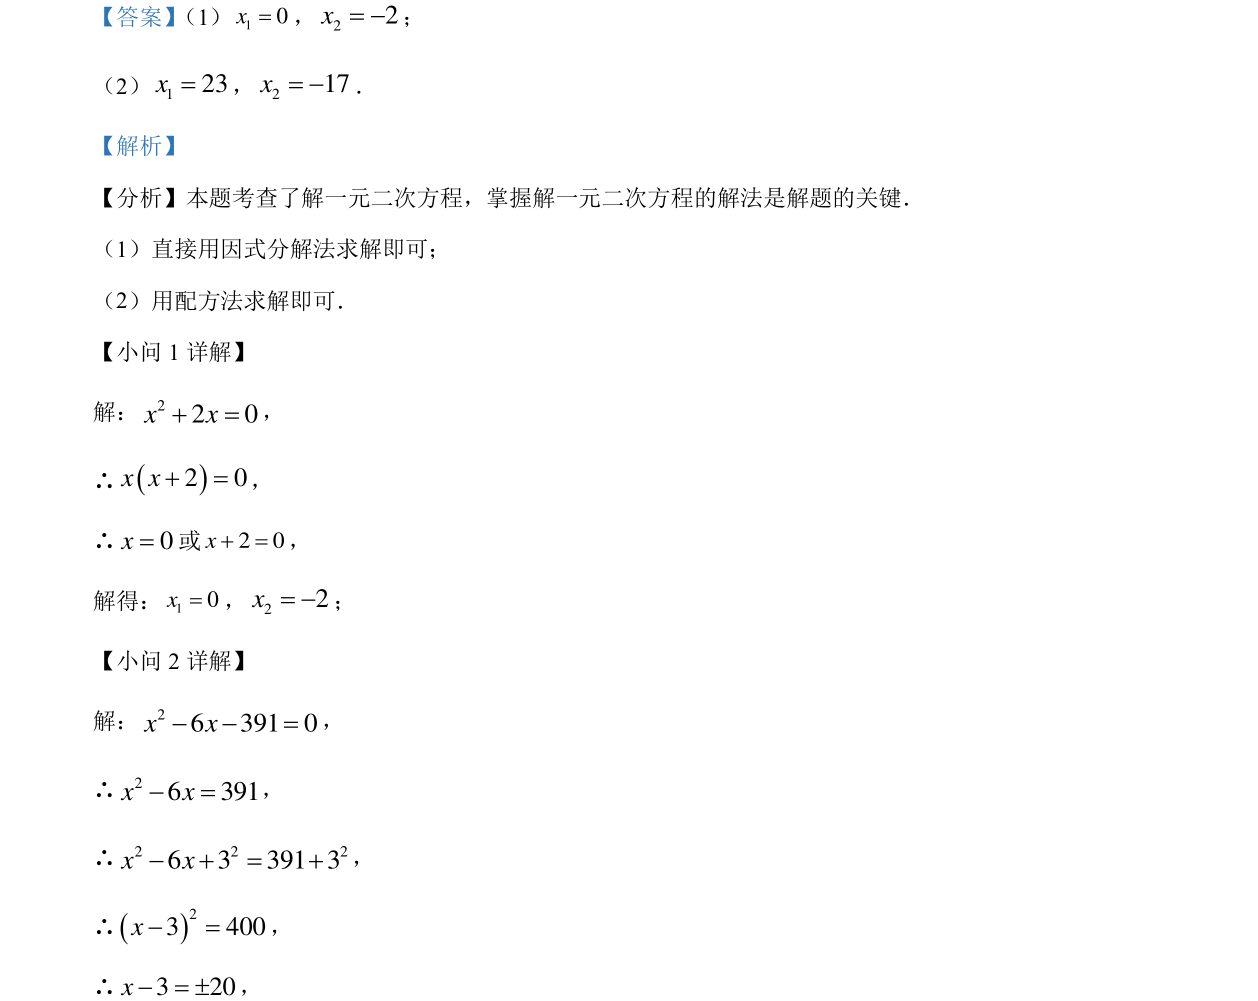 【答案】（1） x₁ = 0， x₂ = −2；
（2） x₁ = 23， x₂ = −17．
【解析】
【分析】本题考查了解一元二次方程，掌握解一元二次方程的解法是解题的关键．
（1）直接用因式分解法求解即可；
（2）用配方法求解即可．
【小问 1 详解】
解： x² + 2x = 0，
∴ x(x + 2) = 0，
∴ x = 0 或 x + 2 = 0，
解得： x₁ = 0， x₂ = −2；
【小问 2 详解】
解： x² − 6x − 391 = 0，
∴ x² − 6x = 391，
∴ x² − 6x + 3² = 391 + 3²，
∴ (x − 3)² = 400，
∴ x − 3 = ±20，